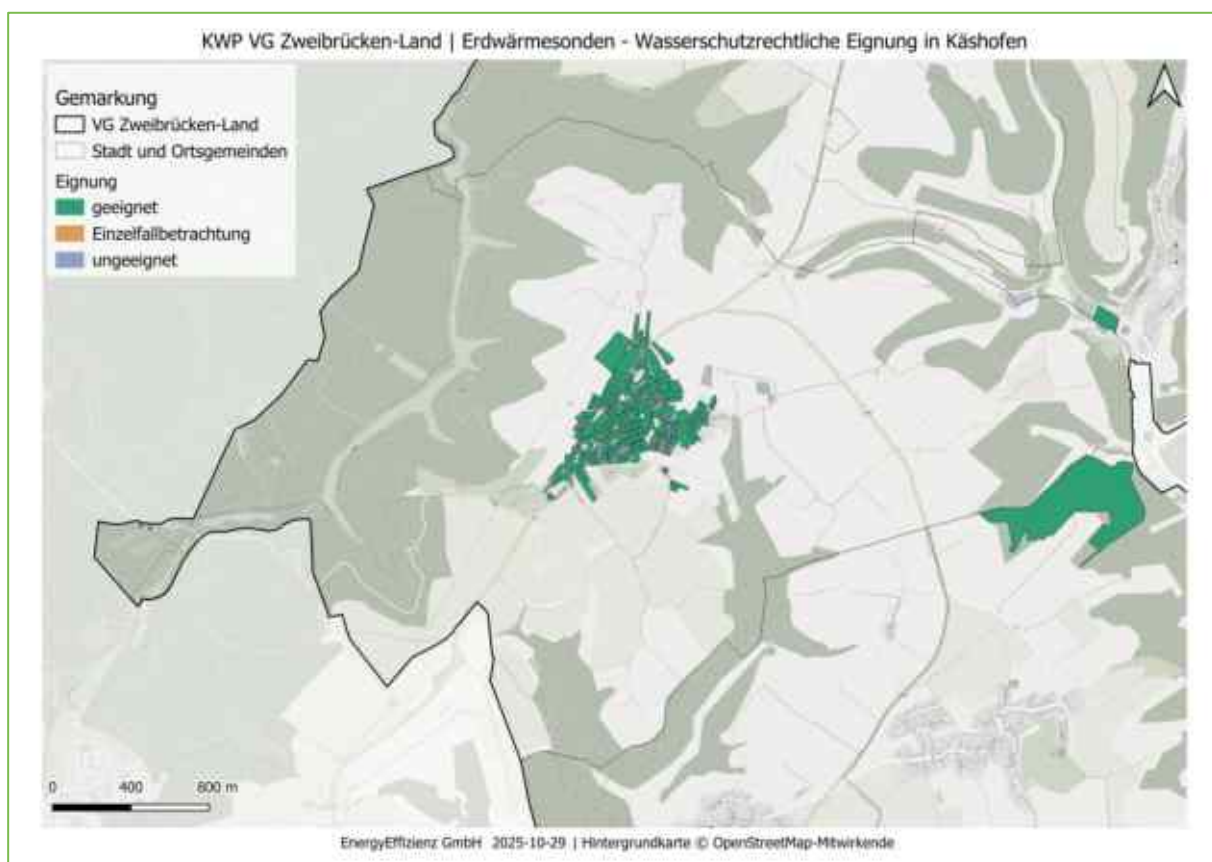 KWP VG Zweibrücken-Land | Erdwärmesonden - Wasserschutzrechtliche Eignung in Käshofen
Gemarkung
VG Zweibrücken-Land
Stadt und Ortsgemeinden
Eignung
geeignet
Einzelfallbetrachtung
ungeeignet
0 400 800 m
EnergyEffizienz GmbH 2025-10-29 | Hintergrundkarte © OpenStreetMap-Mitwirkende